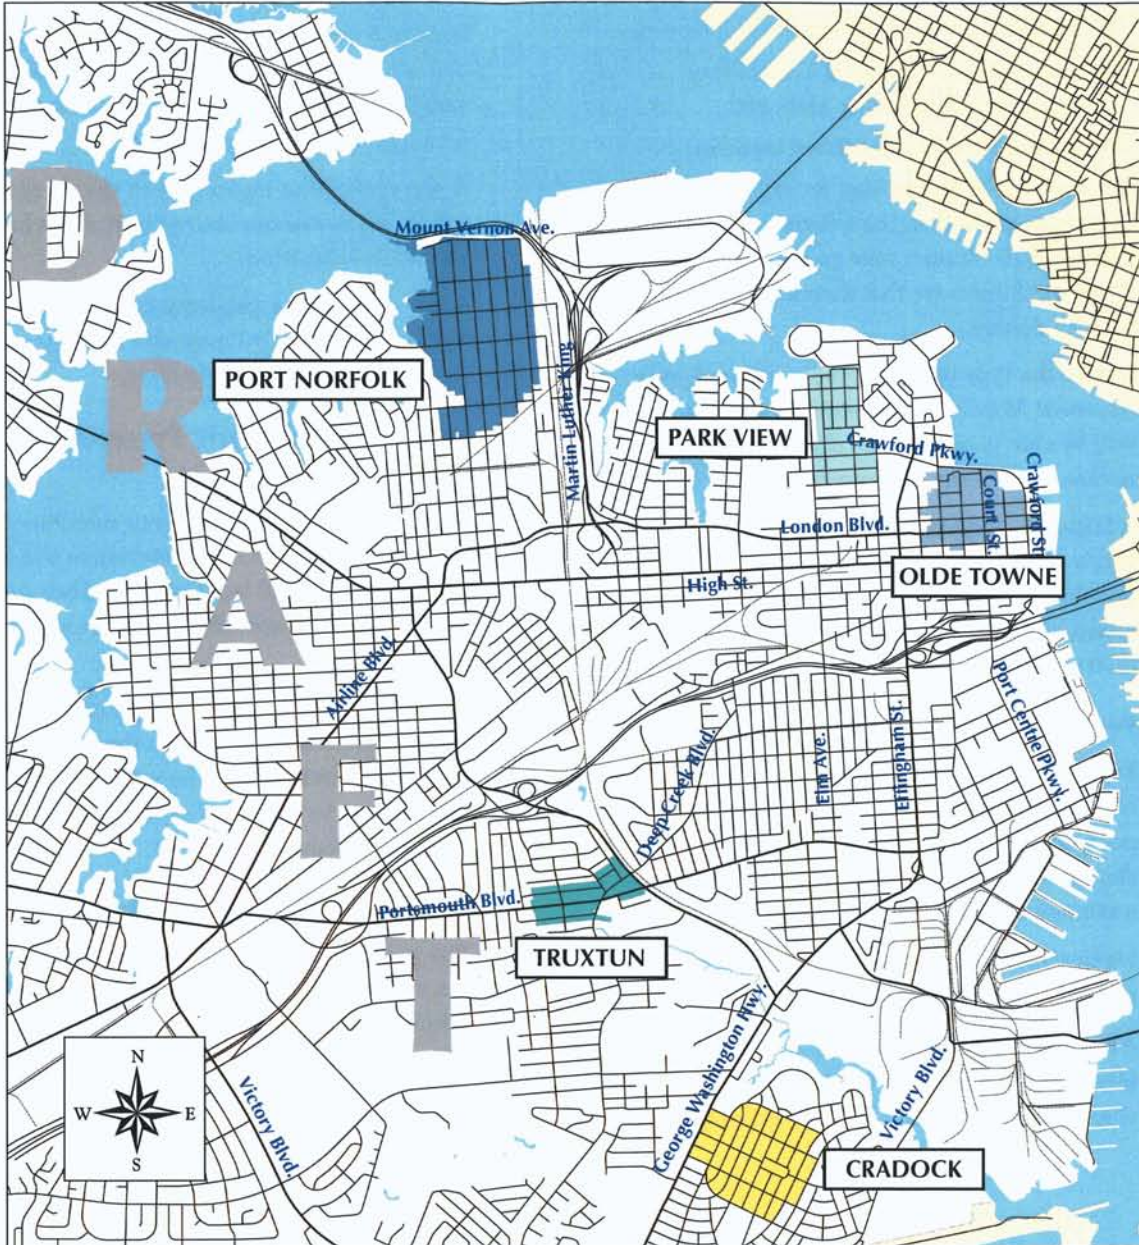 DRAFT
Mount Vernon Ave.
PORT NORFOLK
Martin Luther King
PARK VIEW
Crawford Pkwy.
Court St.
Crawford St.
London Blvd.
OLDE TOWNE
High St.
Airline Blvd.
Port Centre Pkwy.
Deep Creek Blvd.
Elm Ave.
Effingham St.
Portsmouth Blvd.
TRUXTUN
George Washington Hwy.
Victory Blvd.
Victory Blvd.
CRADOCK
N
W
E
S